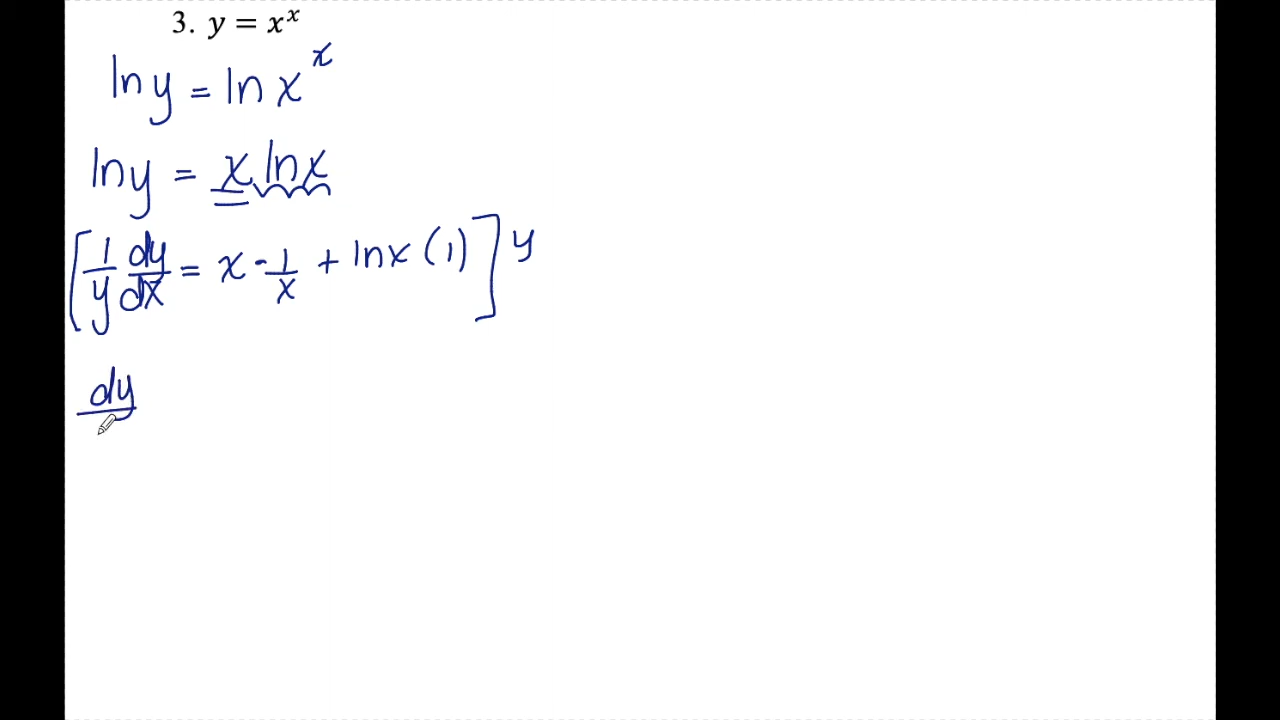 3. y = x^x
ln y = ln x^x
ln y = x ln x
[1/y dy/dx = x · 1/x + ln x (1)] y
dy